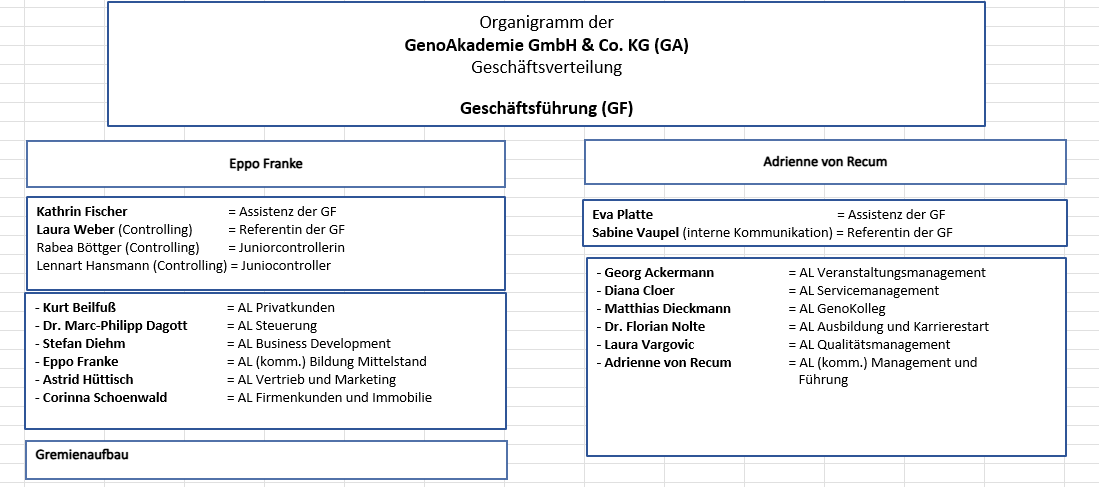 Organigramm der
GenoAkademie GmbH & Co. KG (GA)
Geschäftsverteilung
Geschäftsführung (GF)
Eppo Franke
Kathrin Fischer = Assistenz der GF
Laura Weber (Controlling) = Referentin der GF
Rabea Böttger (Controlling) = Juniorcontrollerin
Lennart Hansmann (Controlling) = Juniocontroller
- Kurt Beilfuß = AL Privatkunden
- Dr. Marc-Philipp Dagott = AL Steuerung
- Stefan Diehm = AL Business Development
- Eppo Franke = AL (komm.) Bildung Mittelstand
- Astrid Hüttisch = AL Vertrieb und Marketing
- Corinna Schoenwald = AL Firmenkunden und Immobilie
Gremienaufbau
Adrienne von Recum
Eva Platte = Assistenz der GF
Sabine Vaupel (interne Kommunikation) = Referentin der GF
- Georg Ackermann = AL Veranstaltungsmanagement
- Diana Cloer = AL Servicemanagement
- Matthias Dieckmann = AL GenoKolleg
- Dr. Florian Nolte = AL Ausbildung und Karrierestart
- Laura Vargovic = AL Qualitätsmanagement
- Adrienne von Recum = AL (komm.) Management und
Führung